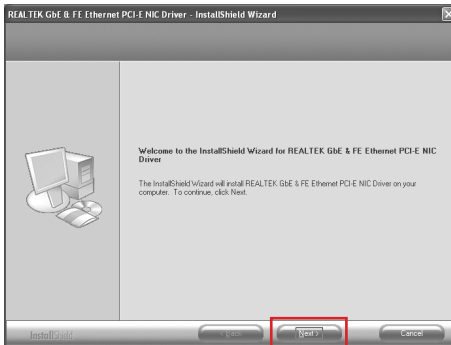 REALTEK GbE & FE Ethernet PCI-E NIC Driver - InstallShield Wizard
Welcome to the InstallShield Wizard for REALTEK GbE & FE Ethernet PCI-E NIC
Driver
The InstallShield Wizard will install REALTEK GbE & FE Ethernet PCI-E NIC Driver on your
computer. To continue, click Next.
InstallShield
< Back
Next >
Cancel